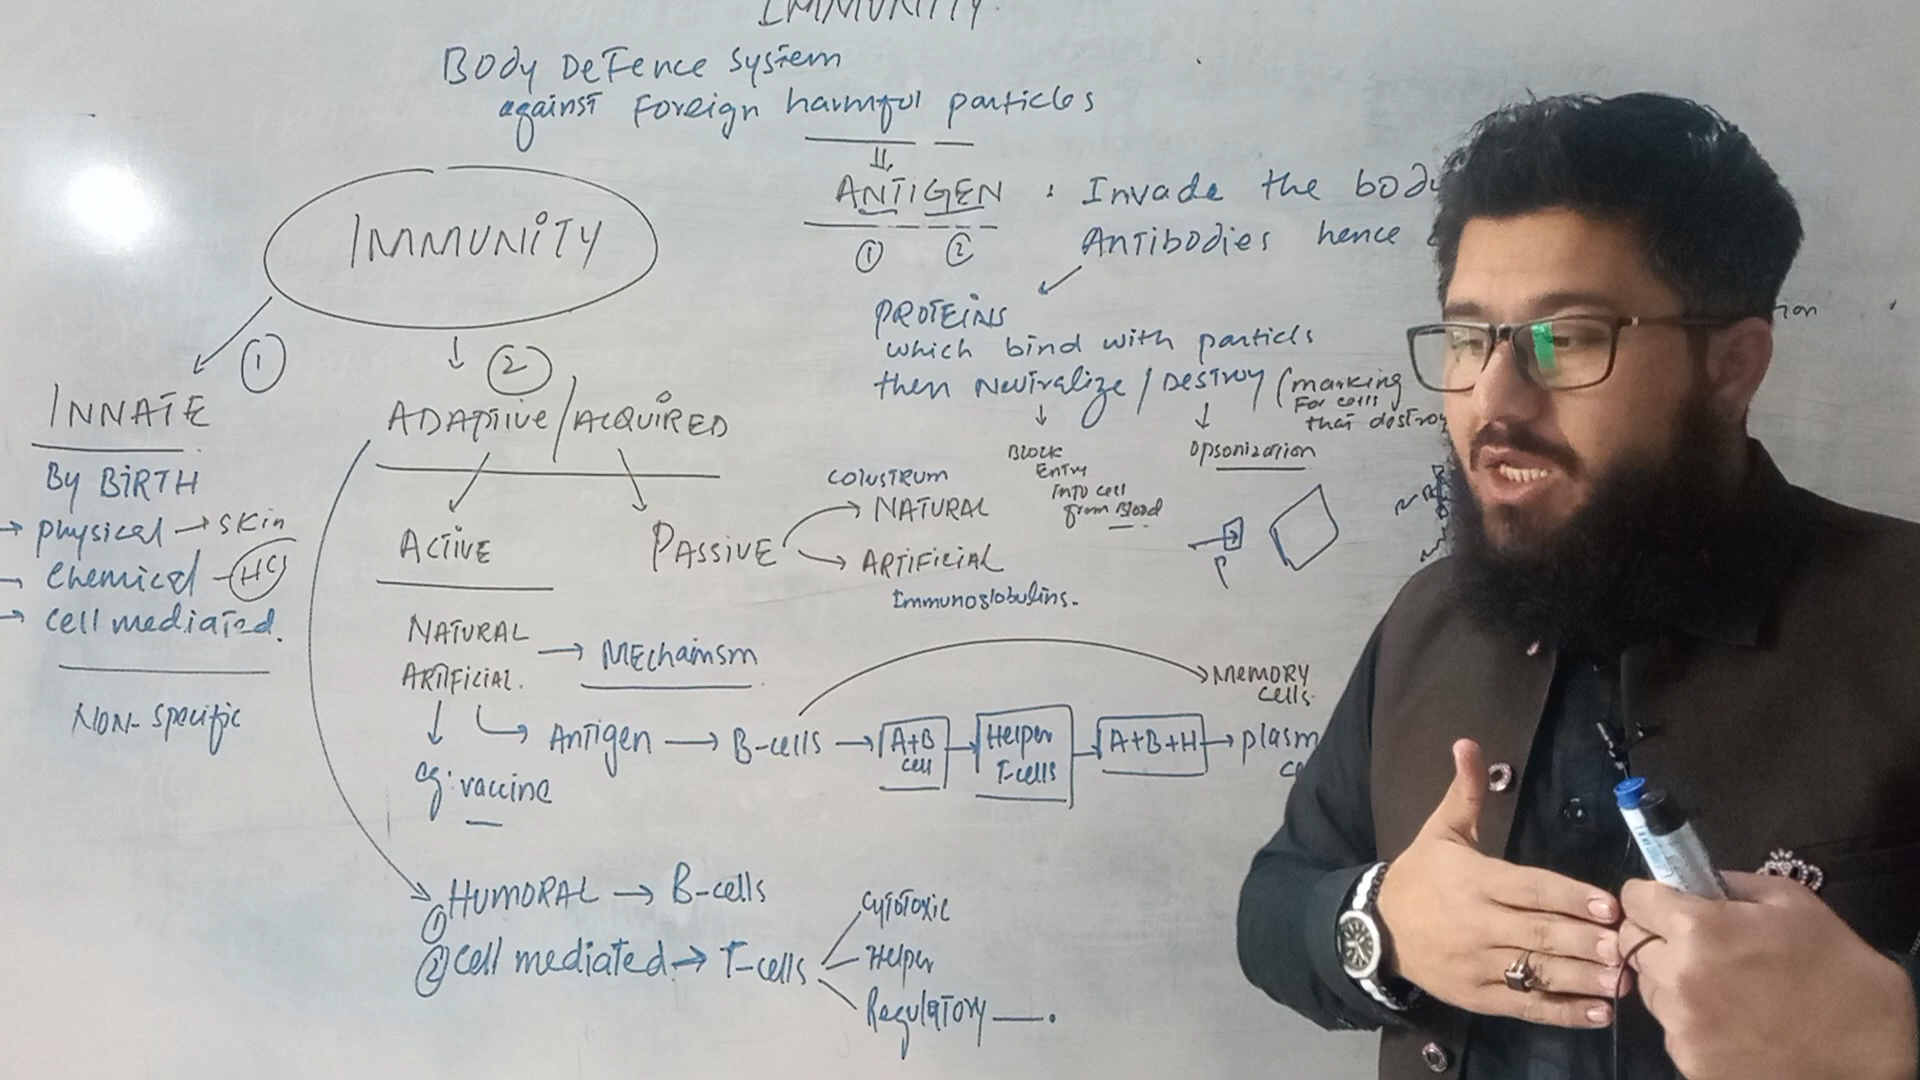 IMMUNITY.
Body Defence System
against Foreign harmful particles
ANTIGEN : Invade the body
① ②
Antibodies hence
PROTEINS
which bind with particls
then Neutralize / Destroy (marking
For cells
that destroy
Block
Entry
Into cell
from Blood
Opsonization
IMMUNITY
①
②
INNATE
By BIRTH
→ physical → skin
→ Chemical - HCl
→ Cell mediated.
NON-Specific
ADAPTIVE / ACQUIRED
ACTIVE
PASSIVE
COLUSTRUM
NATURAL
ARTIFICIAL
Immunoglobulins.
NATURAL
ARTIFICIAL.
→ MEChanism
eg: vaccine
Antigen → B-cells → A+B
cell
Helper
T-cells
A+B+H → plasm
MEMORY
cells.
① HUMORAL → B-cells
② Cell mediated → T-cells
Cytotoxic
Helper
Regulatory